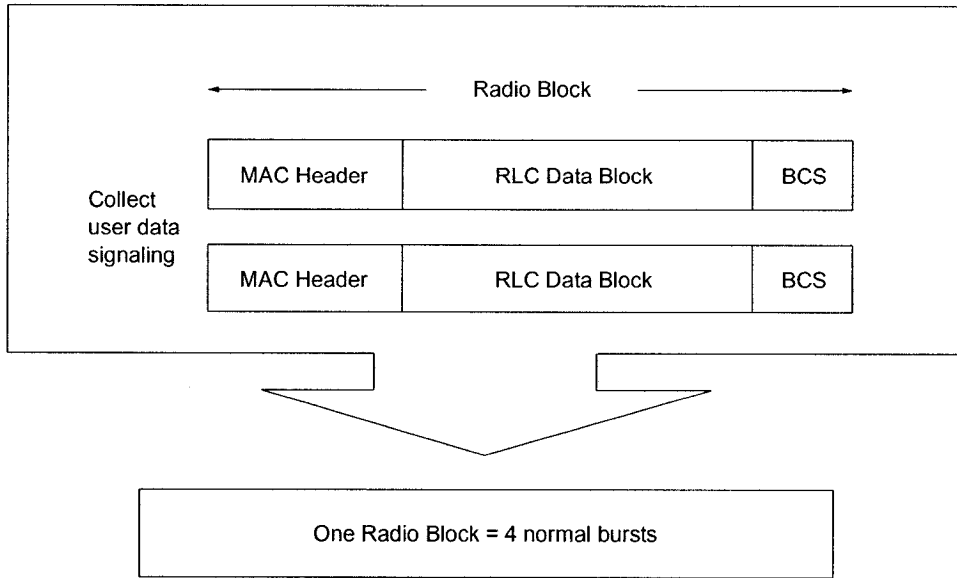 Radio Block
MAC Header RLC Data Block BCS
Collect
user data
signaling
MAC Header RLC Data Block BCS
One Radio Block = 4 normal bursts